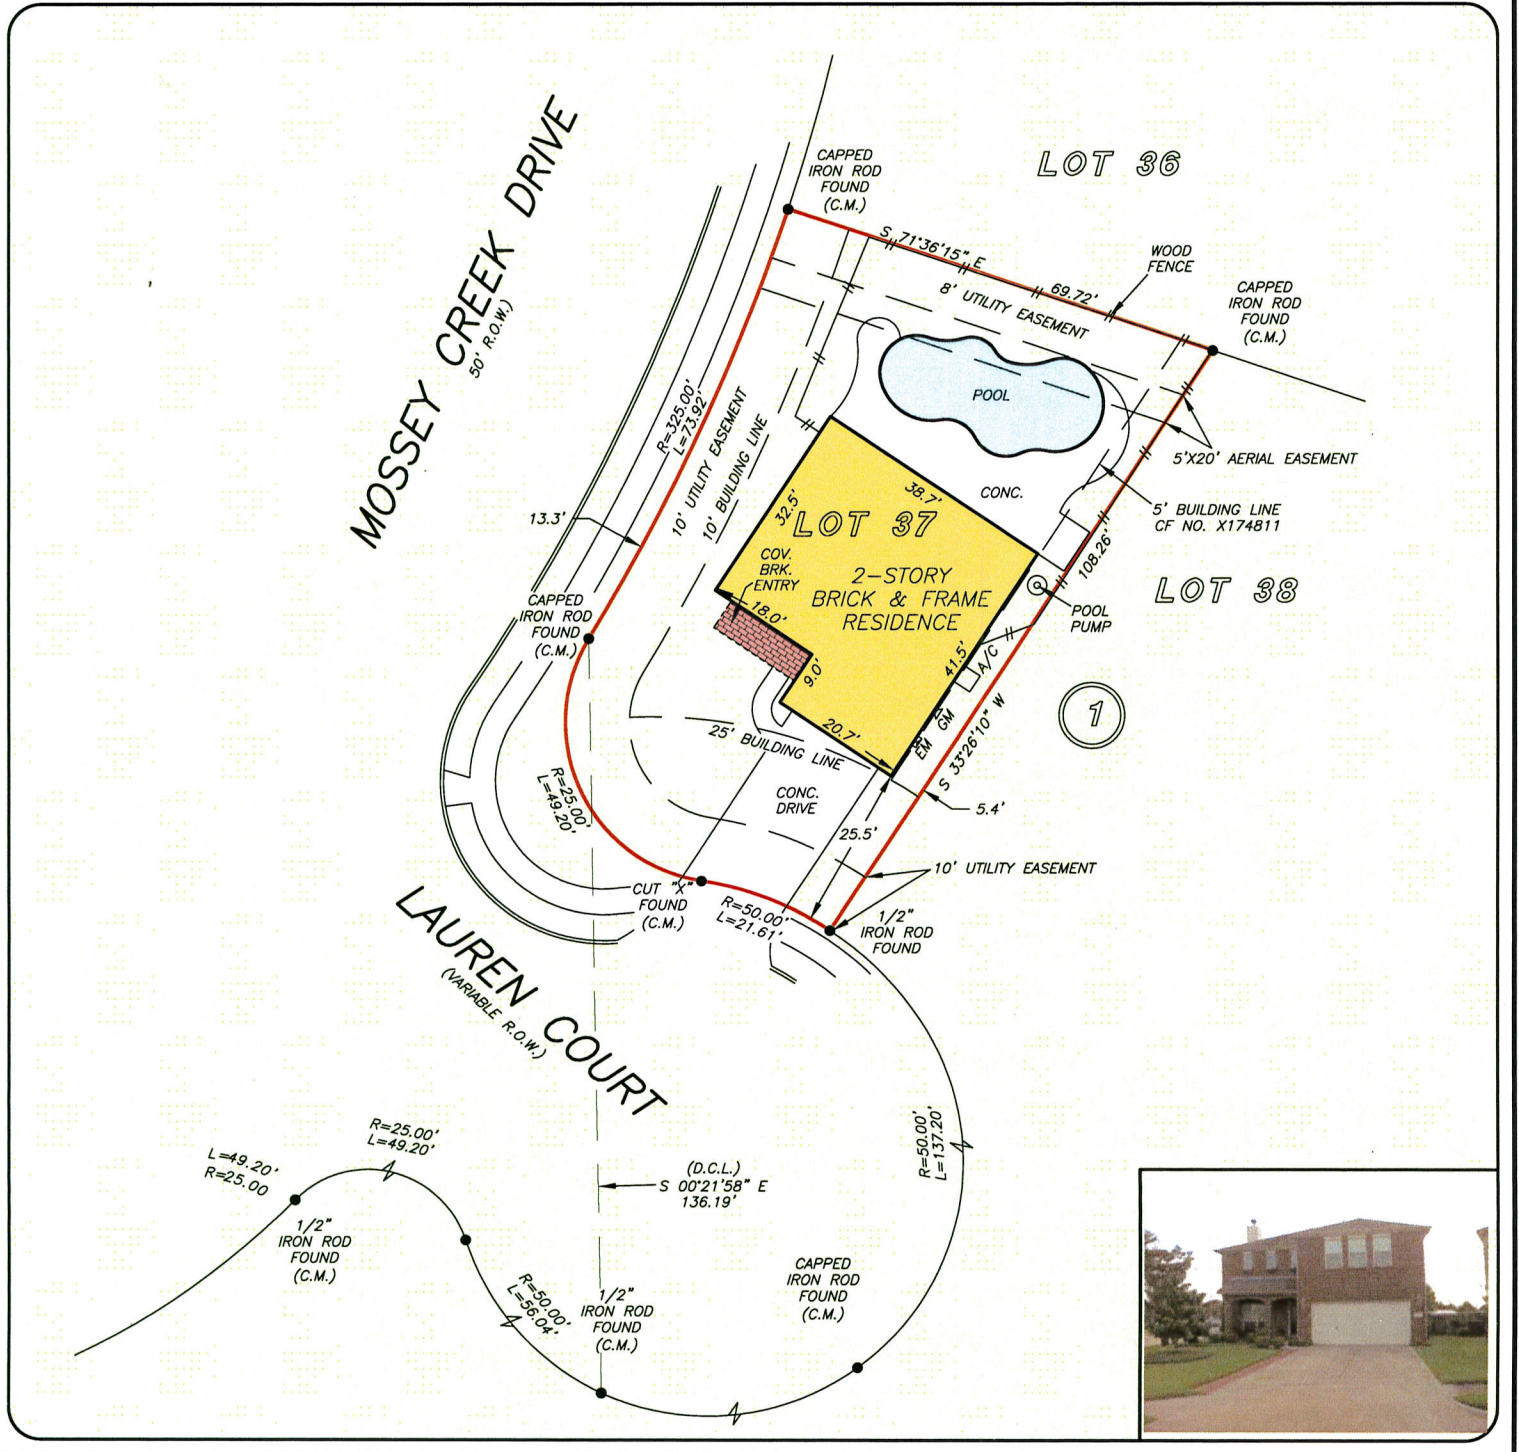 MOSSEY CREEK DRIVE
50' R.O.W.)
CAPPED
IRON ROD
FOUND
(C.M.)
LOT 36
S 71°36'15" E
69.72'
8' UTILITY EASEMENT
WOOD
FENCE
CAPPED
IRON ROD
FOUND
(C.M.)
R=325.00'
L=73.92'
10' UTILITY EASEMENT
10' BUILDING LINE
POOL
CONC.
5'X20' AERIAL EASEMENT
5' BUILDING LINE
CF NO. X174811
13.3'
32.5'
38.7'
LOT 37
COV.
BRK.
ENTRY
2-STORY
BRICK & FRAME
RESIDENCE
18.0'
9.0'
41.5'
20.7'
108.26'
LOT 38
POOL
PUMP
A/C
GM
EM
S 33°26'10" W
1
CAPPED
IRON ROD
FOUND
(C.M.)
25' BUILDING LINE
CONC.
DRIVE
5.4'
25.5'
R=25.00'
L=49.20'
10' UTILITY EASEMENT
CUT "X"
FOUND
(C.M.)
R=50.00'
L=21.61'
1/2"
IRON ROD
FOUND
LAUREN COURT
(VARIABLE R.O.W.)
R=50.00'
L=137.20'
R=25.00'
L=49.20'
L=49.20'
R=25.00
(D.C.L.)
S 00°21'58" E
136.19'
1/2"
IRON ROD
FOUND
(C.M.)
R=50.00'
L=56.04'
1/2"
IRON ROD
FOUND
(C.M.)
CAPPED
IRON ROD
FOUND
(C.M.)